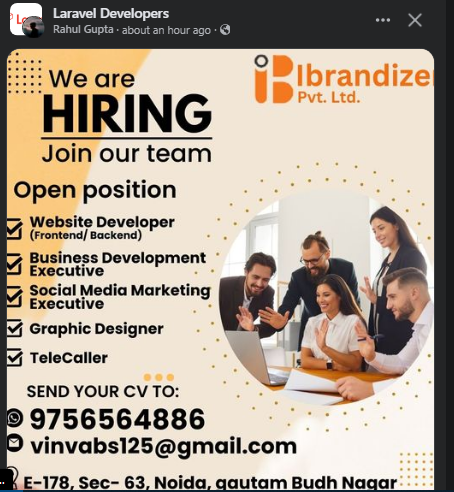 Laravel Developers
Rahul Gupta · about an hour ago ·
We are
HIRING
Join our team
Ibrandize
Pvt. Ltd.
Open position
Website Developer
(Frontend/ Backend)
Business Development
Executive
Social Media Marketing
Executive
Graphic Designer
TeleCaller
SEND YOUR CV TO:
9756564886
vinvabs125@gmail.com
E-178, Sec- 63, Noida, gautam Budh Nagar